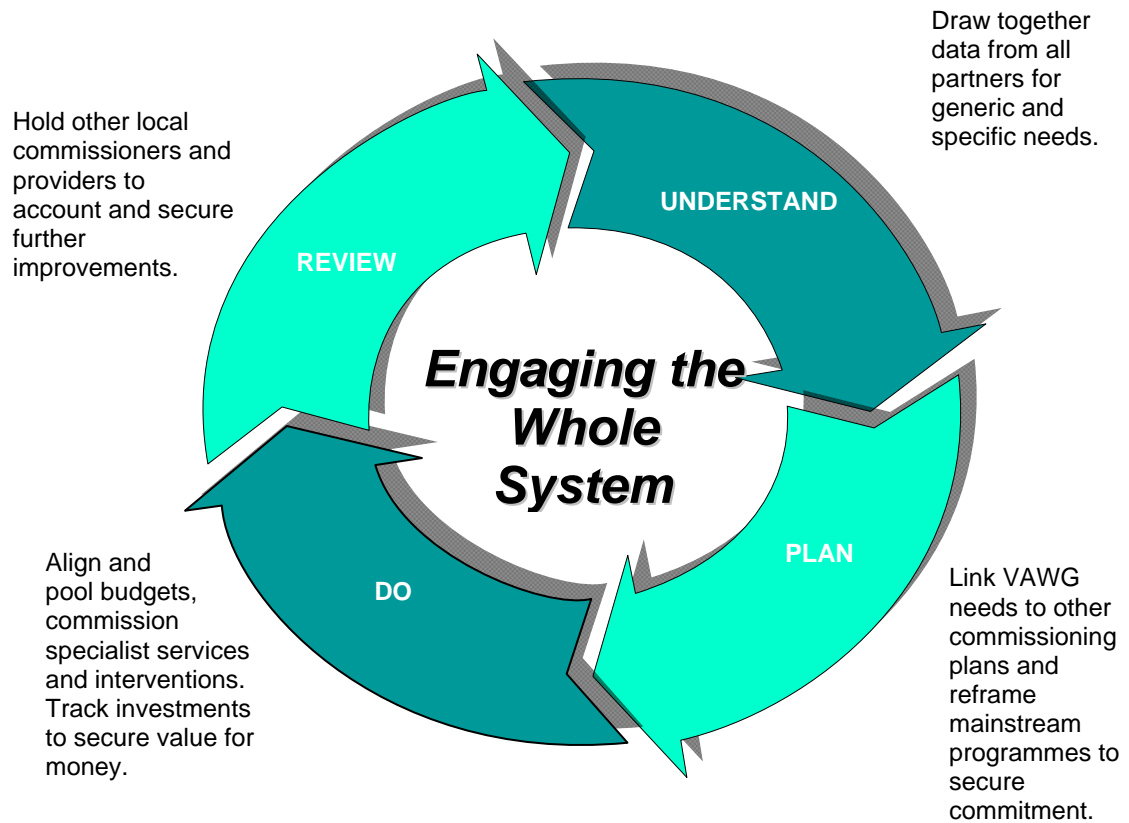 Draw together
data from all
partners for
generic and
specific needs.
Hold other local
commissioners and
providers to
account and secure
further
improvements.
UNDERSTAND
REVIEW
Engaging the
Whole
System
PLAN
DO
Align and
pool budgets,
commission
specialist services
and interventions.
Track investments
to secure value for
money.
Link VAWG
needs to other
commissioning
plans and
reframe
mainstream
programmes to
secure
commitment.